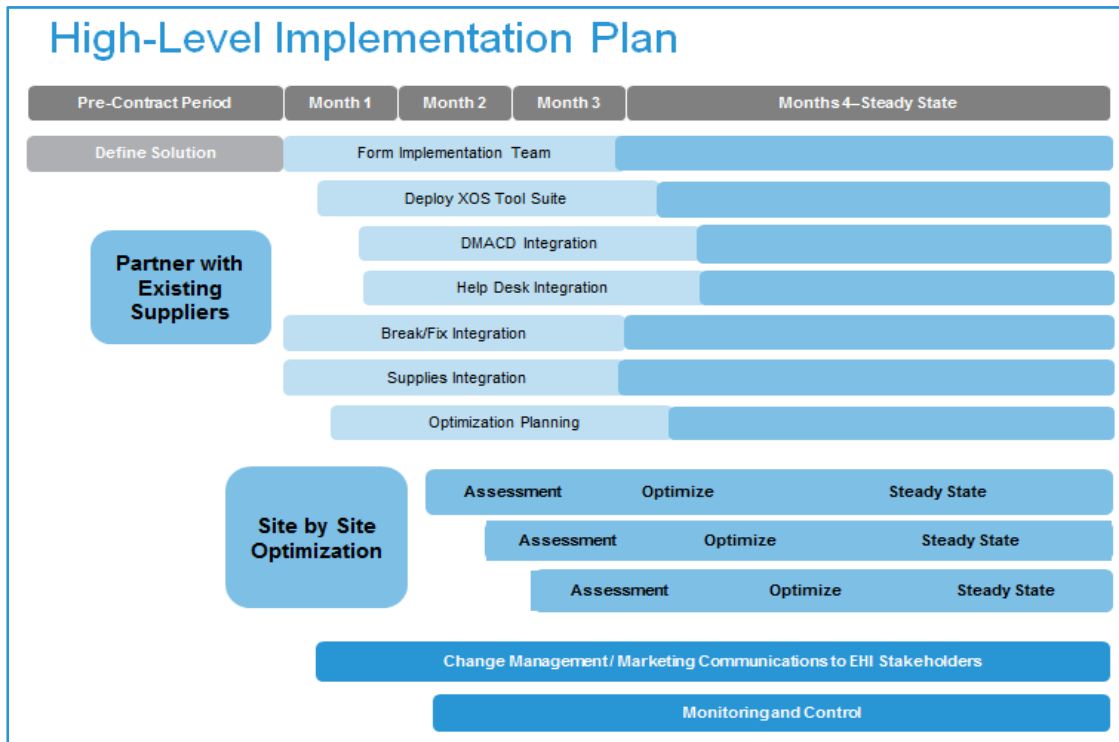 High-Level Implementation Plan
Pre-Contract Period
Month 1
Month 2
Month 3
Months 4–Steady State
Define Solution
Form Implementation Team
Deploy XOS Tool Suite
DMACD Integration
Help Desk Integration
Break/Fix Integration
Supplies Integration
Optimization Planning
Partner with
Existing
Suppliers
Site by Site
Optimization
Assessment Optimize Steady State
Assessment Optimize Steady State
Assessment Optimize Steady State
Change Management / Marketing Communications to EHI Stakeholders
Monitoring and Control